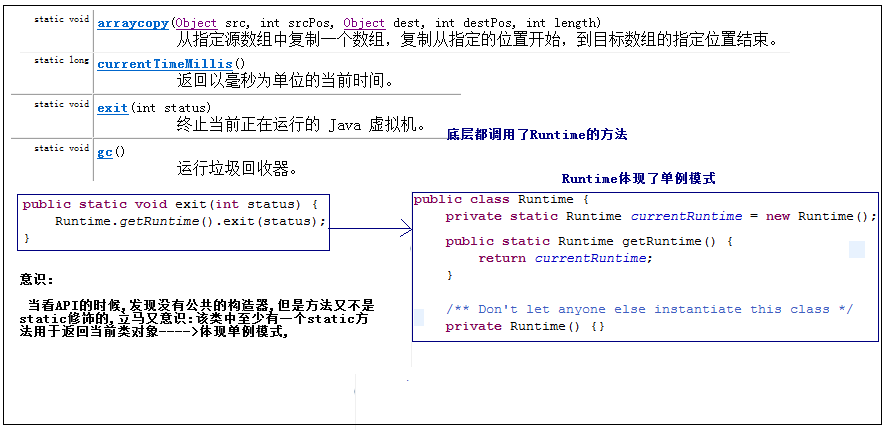 static void arraycopy(Object src, int srcPos, Object dest, int destPos, int length)
从指定源数组中复制一个数组，复制从指定的位置开始，到目标数组的指定位置结束。
static long currentTimeMillis()
返回以毫秒为单位的当前时间。
static void exit(int status)
终止当前正在运行的 Java 虚拟机。
底层都调用了Runtime的方法
static void gc()
运行垃圾回收器。
Runtime体现了单例模式
public static void exit(int status) {
Runtime.getRuntime().exit(status);
}
public class Runtime {
private static Runtime currentRuntime = new Runtime();
public static Runtime getRuntime() {
return currentRuntime;
}
/** Don't let anyone else instantiate this class */
private Runtime() {}
意识:
当看API的时候,发现没有公共的构造器,但是方法又不是
static修饰的,立马又意识:该类中至少有一个static方
法用于返回当前类对象---->体现单例模式,